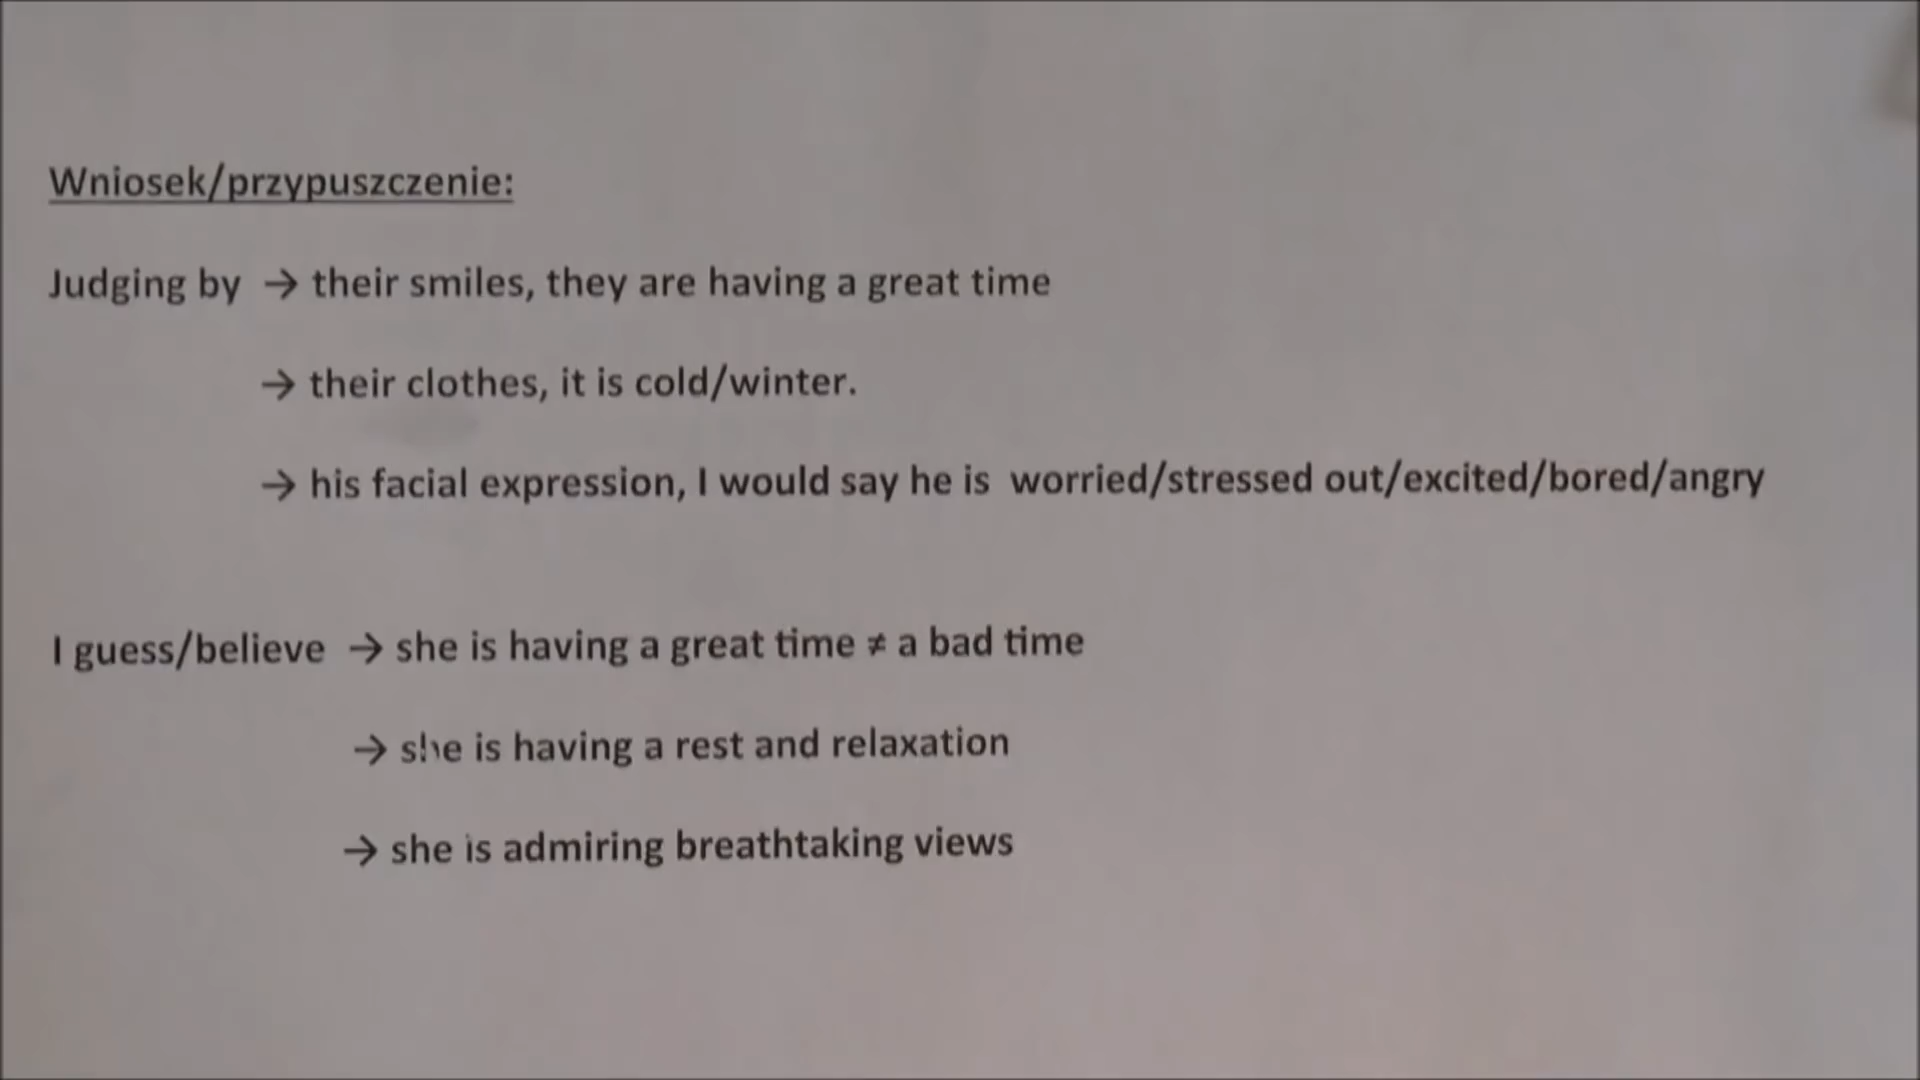 Wniosek/przypuszczenie:
Judging by → their smiles, they are having a great time
→ their clothes, it is cold/winter.
→ his facial expression, I would say he is worried/stressed out/excited/bored/angry
I guess/believe → she is having a great time ≠ a bad time
→ she is having a rest and relaxation
→ she is admiring breathtaking views